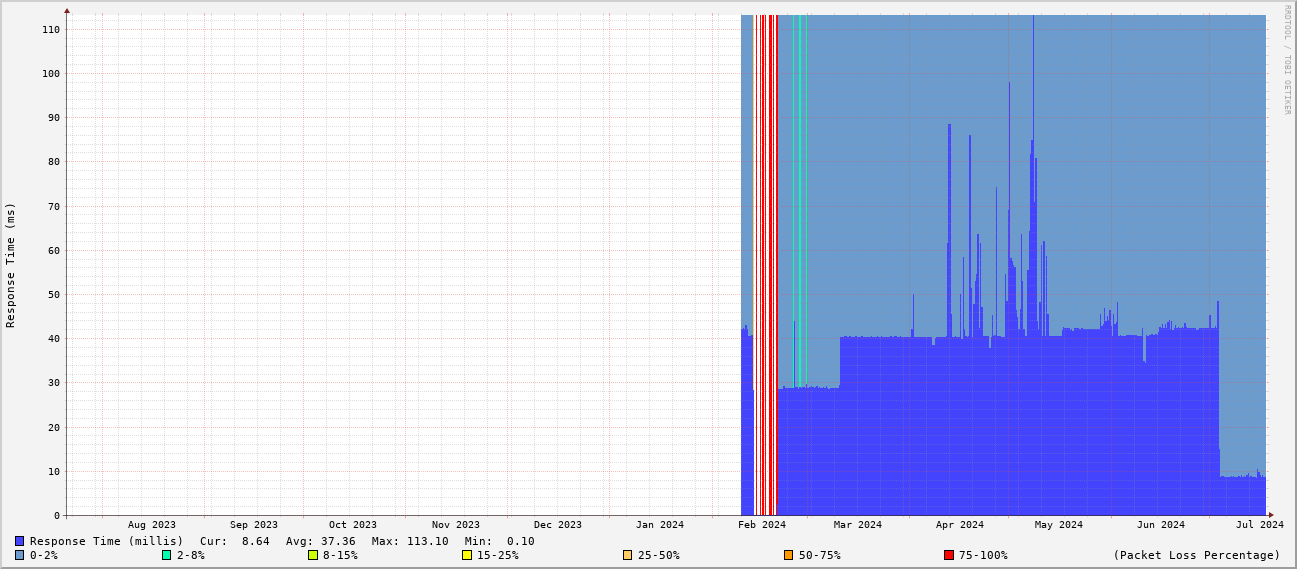 RRDTOOL / TOBI OETIKER
Response Time (ms)
110
100
90
80
70
60
50
40
30
20
10
0
Aug 2023 Sep 2023 Oct 2023 Nov 2023 Dec 2023 Jan 2024 Feb 2024 Mar 2024 Apr 2024 May 2024 Jun 2024 Jul 2024
Response Time (millis) Cur: 8.64 Avg: 37.36 Max: 113.10 Min: 0.10
0-2% 2-8% 8-15% 15-25% 25-50% 50-75% 75-100% (Packet Loss Percentage)